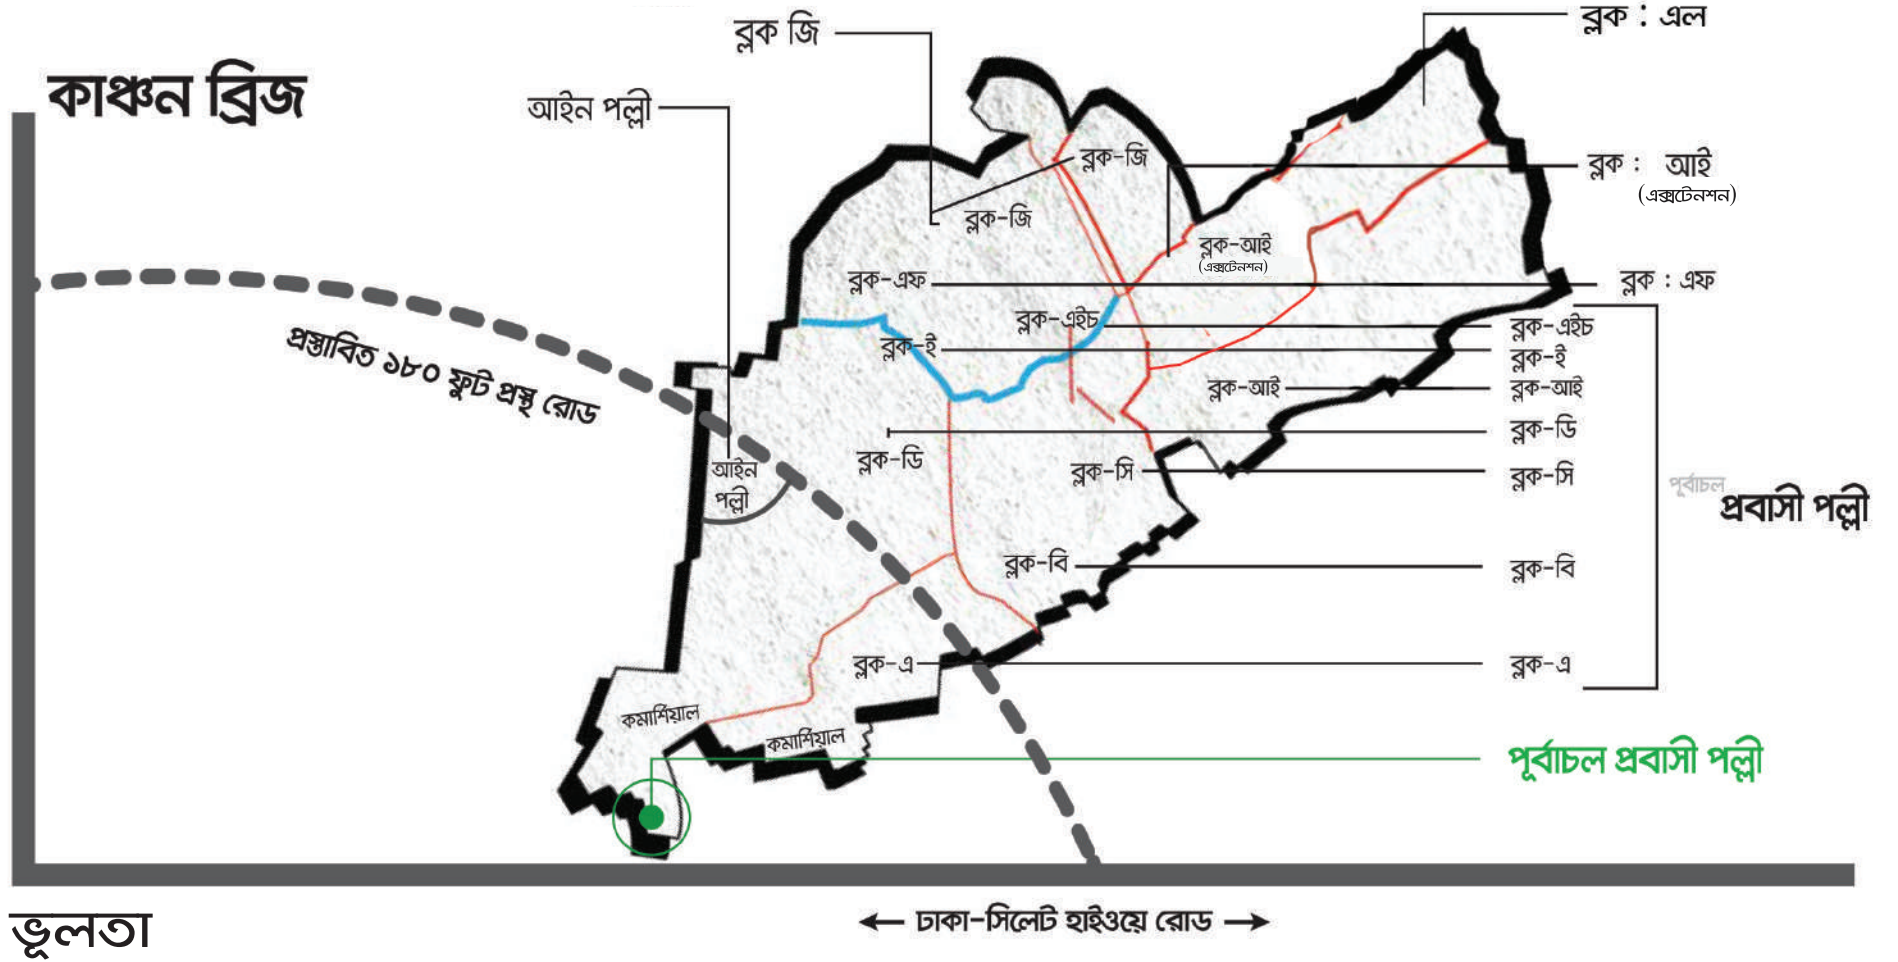 ব্লক জি
ব্লক : এল
কাঞ্চন ব্রিজ
আইন পল্লী
ব্লক-জি
ব্লক : আই
(এক্সটেনশন)
ব্লক-জি
ব্লক-আই
(এক্সটেনশন)
ব্লক-এফ
ব্লক : এফ
প্রস্তাবিত ১৮০ ফুট প্রস্থ রোড
ব্লক-এইচ
ব্লক-এইচ
ব্লক-ই
ব্লক-ই
ব্লক-আই
ব্লক-আই
ব্লক-ডি
ব্লক-ডি
আইন
পল্লী
ব্লক-সি
ব্লক-সি
পূর্বাচল
প্রবাসী পল্লী
ব্লক-বি
ব্লক-বি
ব্লক-এ
ব্লক-এ
কমার্শিয়াল
কমার্শিয়াল
পূর্বাচল প্রবাসী পল্লী
ভূলতা
ঢাকা-সিলেট হাইওয়ে রোড